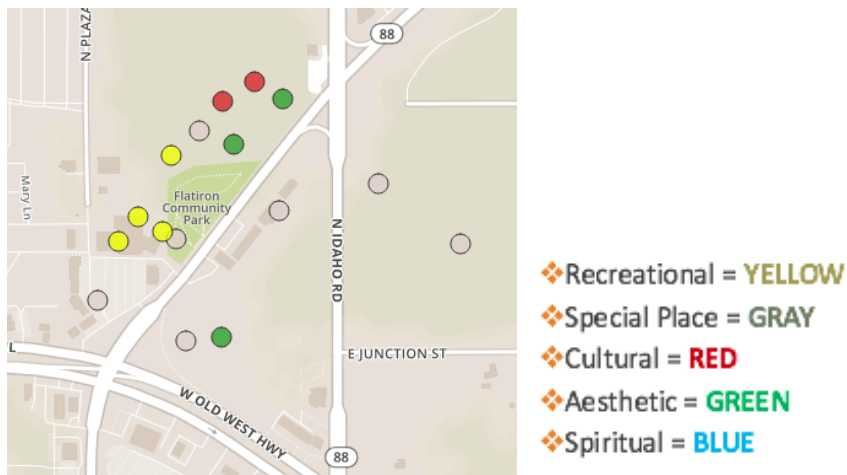 N PLAZA
88
Mary Ln
Flatiron
Community
Park
N IDAHO RD
E JUNCTION ST
L
W OLD WEST HWY
88
Recreational = YELLOW
Special Place = GRAY
Cultural = RED
Aesthetic = GREEN
Spiritual = BLUE